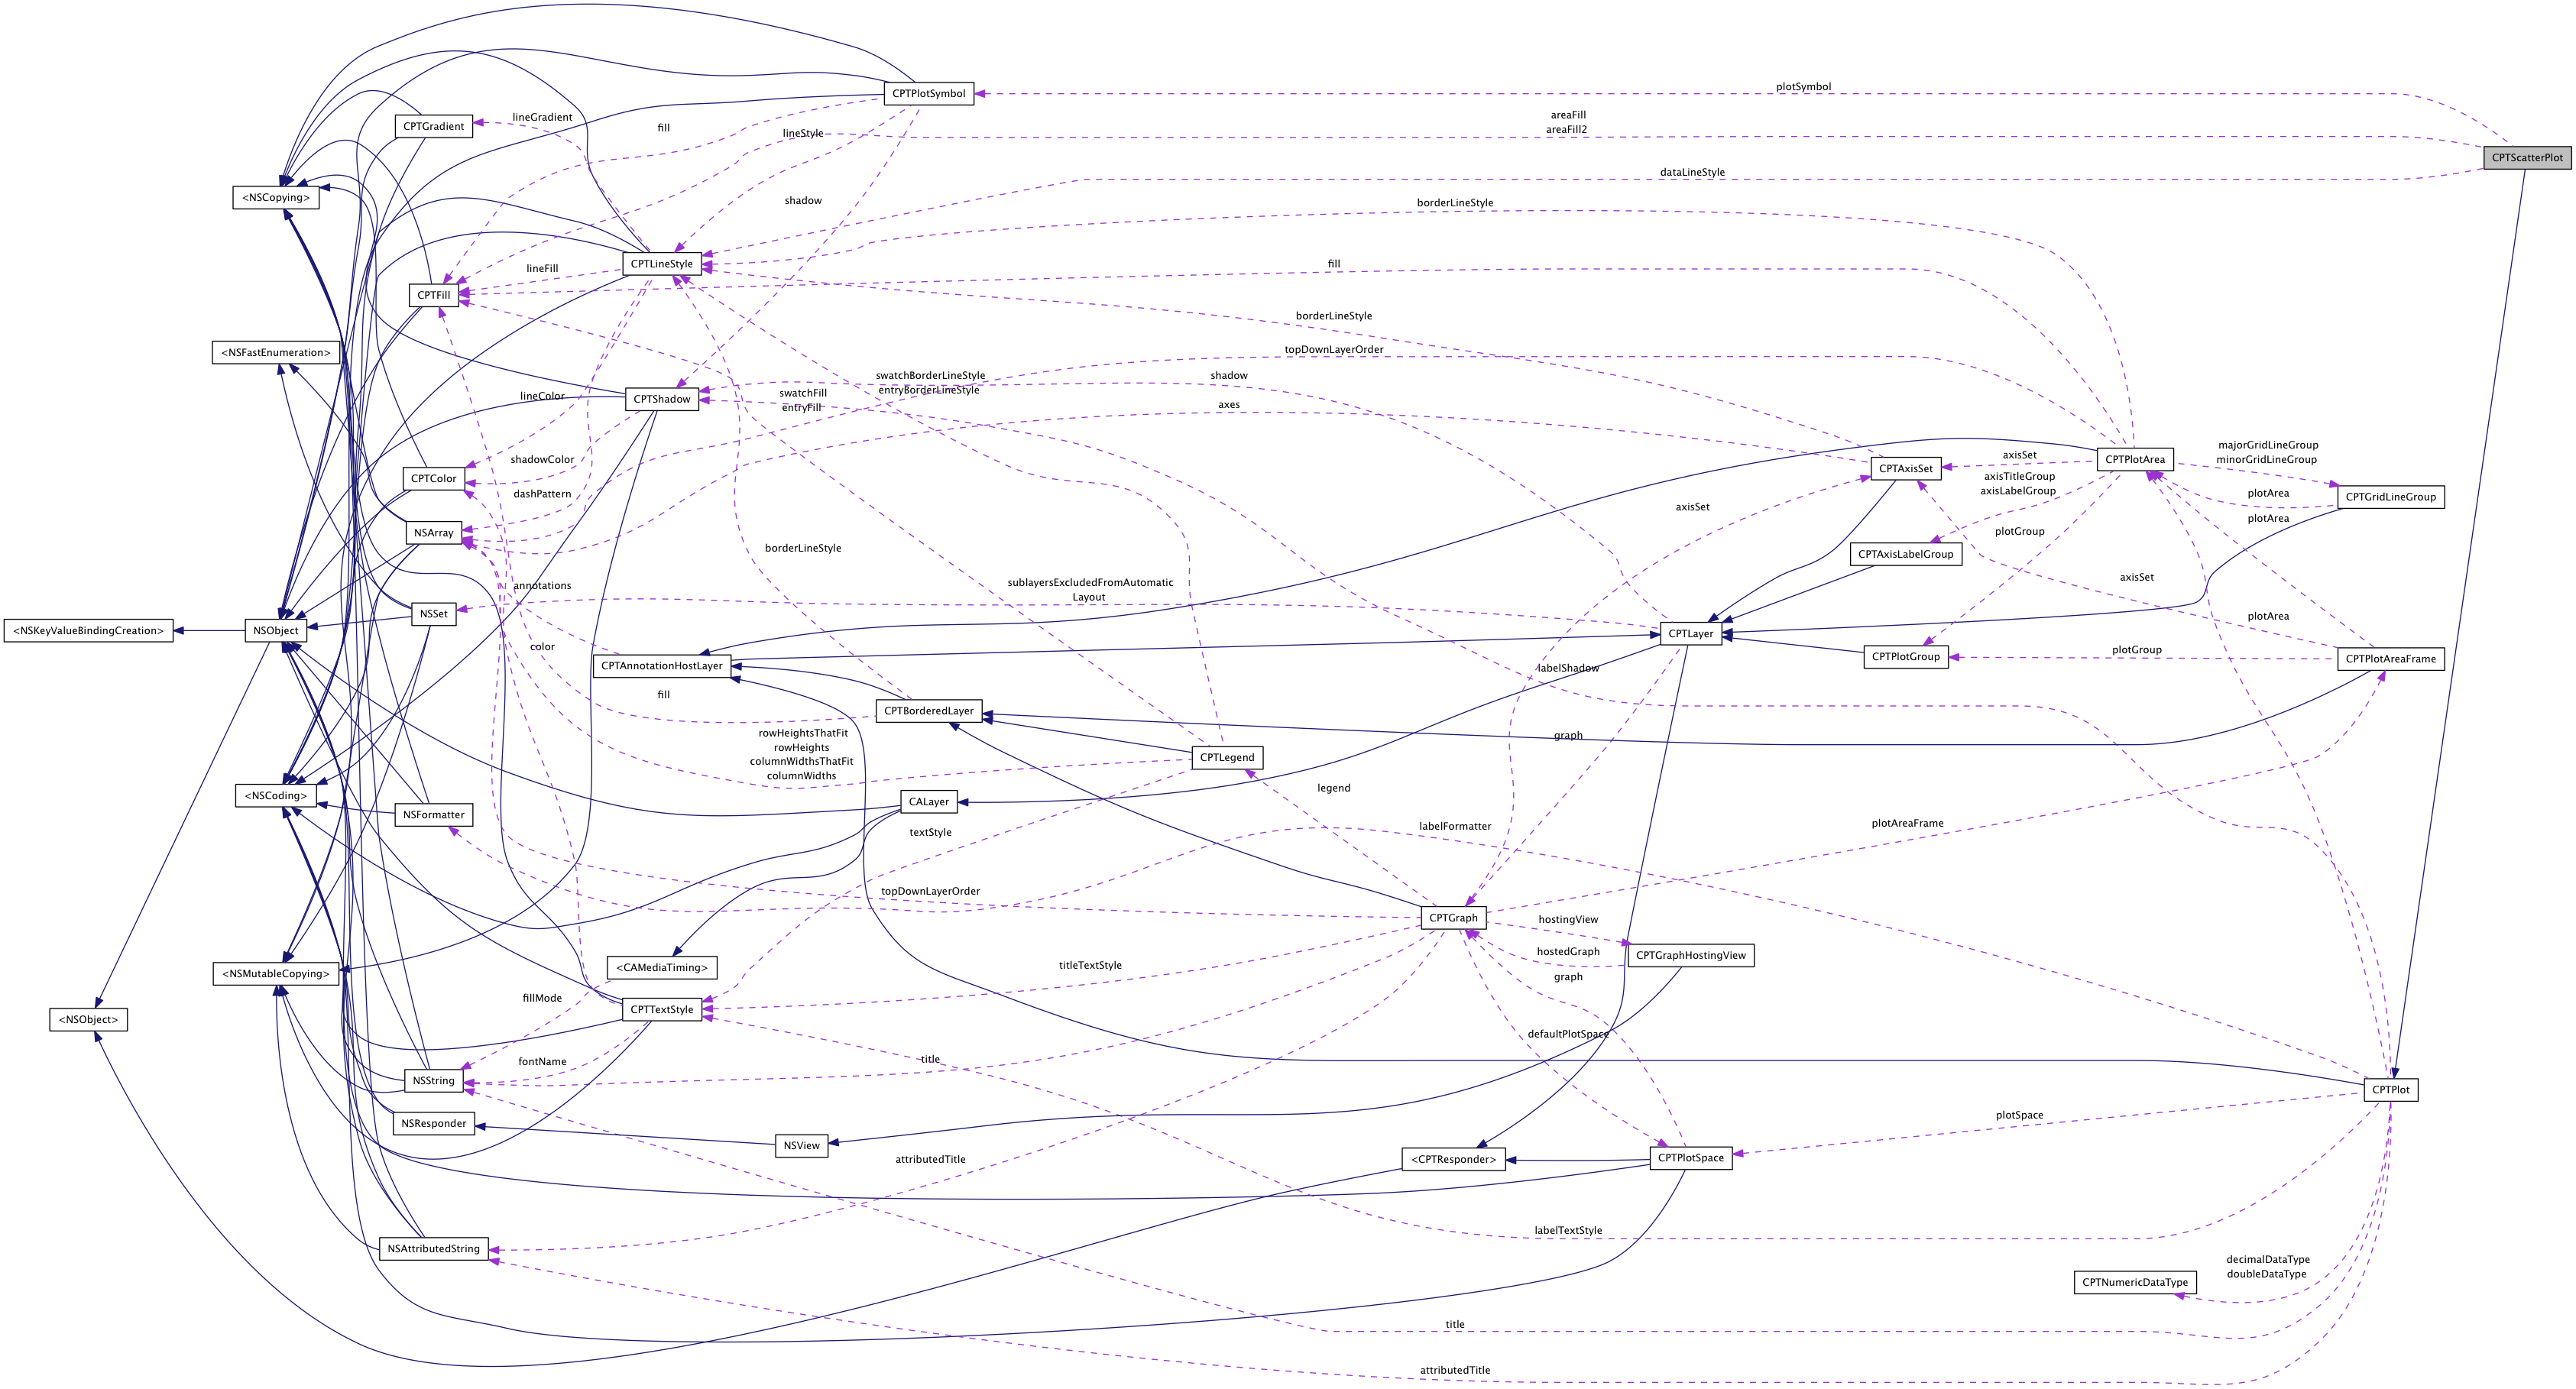 plotSymbol
CPTPlotSymbol
areaFill
areaFill2
lineGradient
CPTGradient
fill
lineStyle
CPTScatterPlot
dataLineStyle
<NSCopying>
shadow
borderLineStyle
CPTLineStyle
lineFill
fill
CPTFill
borderLineStyle
<NSFastEnumeration>
topDownLayerOrder
swatchBorderLineStyle
entryBorderLineStyle
shadow
swatchFill
entryFill
lineColor
CPTShadow
axes
majorGridLineGroup
minorGridLineGroup
axisSet
CPTPlotArea
shadowColor
CPTAxisSet
CPTColor
axisTitleGroup
axisLabelGroup
plotArea
CPTGridLineGroup
dashPattern
axisSet
plotArea
NSArray
plotGroup
borderLineStyle
CPTAxisLabelGroup
axisSet
annotations
sublayersExcludedFromAutomatic
Layout
NSSet
plotArea
<NSKeyValueBindingCreation>
NSObject
CPTLayer
color
CPTAnnotationHostLayer
labelShadow
CPTPlotGroup
plotGroup
CPTPlotAreaFrame
fill
CPTBorderedLayer
rowHeightsThatFit
rowHeights
columnWidthsThatFit
columnWidths
graph
CPTLegend
legend
<NSCoding>
CALayer
NSFormatter
textStyle
labelFormatter
plotAreaFrame
topDownLayerOrder
CPTGraph
hostingView
hostedGraph
CPTGraphHostingView
<NSMutableCopying>
<CAMediaTiming>
titleTextStyle
graph
fillMode
CPTTextStyle
<NSObject>
defaultPlotSpace
fontName
title
NSString
CPTPlot
plotSpace
NSResponder
NSView
attributedTitle
<CPTResponder>
CPTPlotSpace
labelTextStyle
NSAttributedString
decimalDataType
doubleDataType
CPTNumericDataType
title
attributedTitle